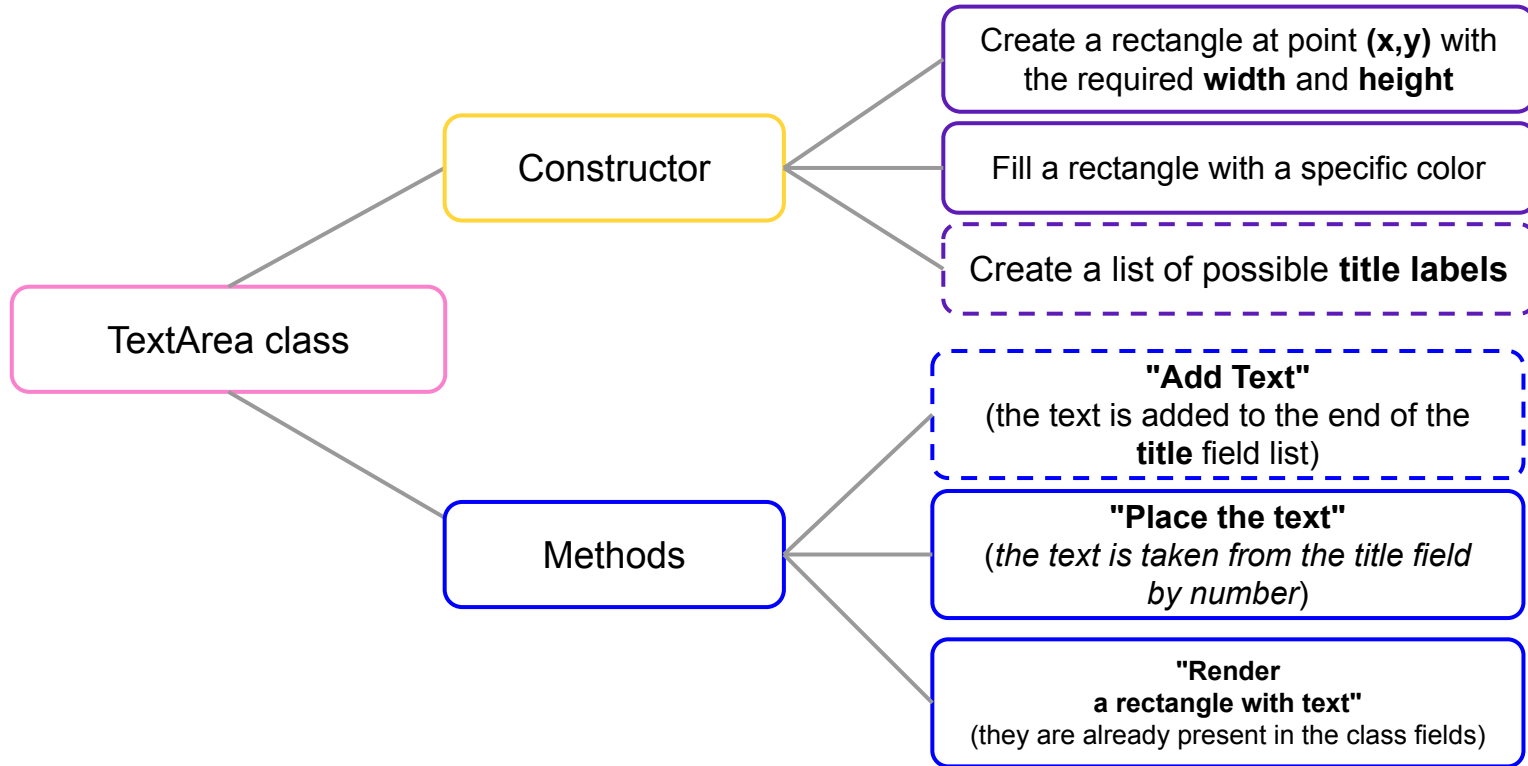 TextArea class
Constructor
Create a rectangle at point (x,y) with
the required width and height
Fill a rectangle with a specific color
Create a list of possible title labels
Methods
"Add Text"
(the text is added to the end of the
title field list)
"Place the text"
(the text is taken from the title field
by number)
"Render
a rectangle with text"
(they are already present in the class fields)